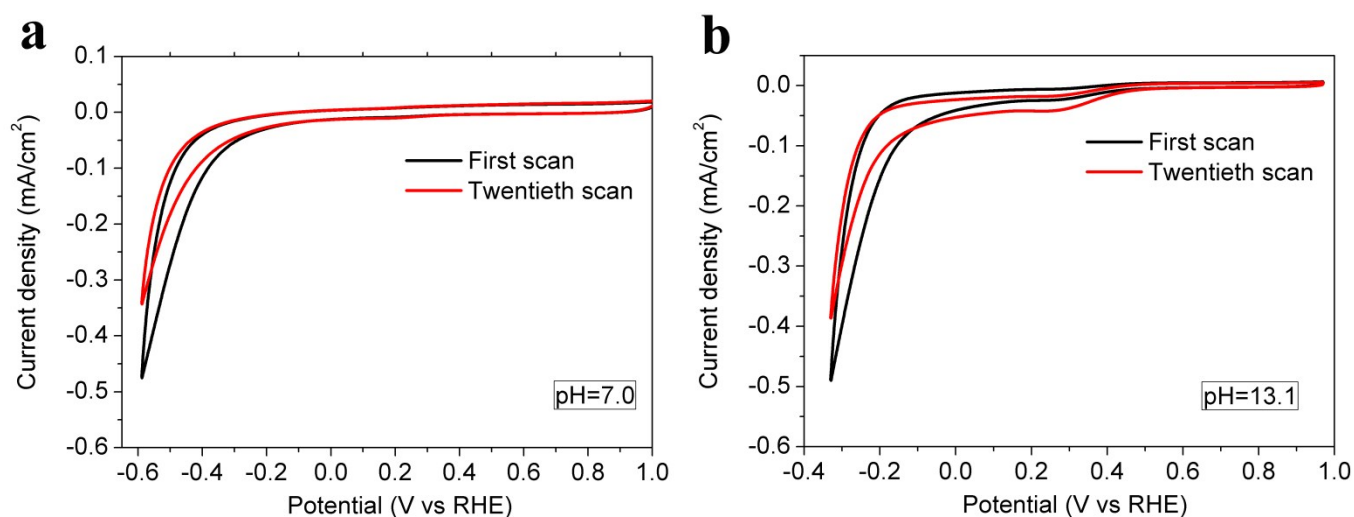 a
0.1
0.0
-0.1
-0.2
-0.3
-0.4
-0.5
-0.6
Current density (mA/cm²)
First scan
Twentieth scan
pH=7.0
-0.6 -0.4 -0.2 0.0 0.2 0.4 0.6 0.8 1.0
Potential (V vs RHE)
b
0.0
-0.1
-0.2
-0.3
-0.4
-0.5
-0.6
Current density (mA/cm²)
First scan
Twentieth scan
pH=13.1
-0.4 -0.2 0.0 0.2 0.4 0.6 0.8 1.0
Potential (V vs RHE)